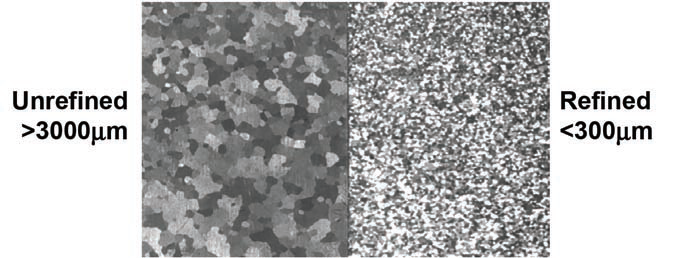 Unrefined
>3000μm
Refined
<300μm